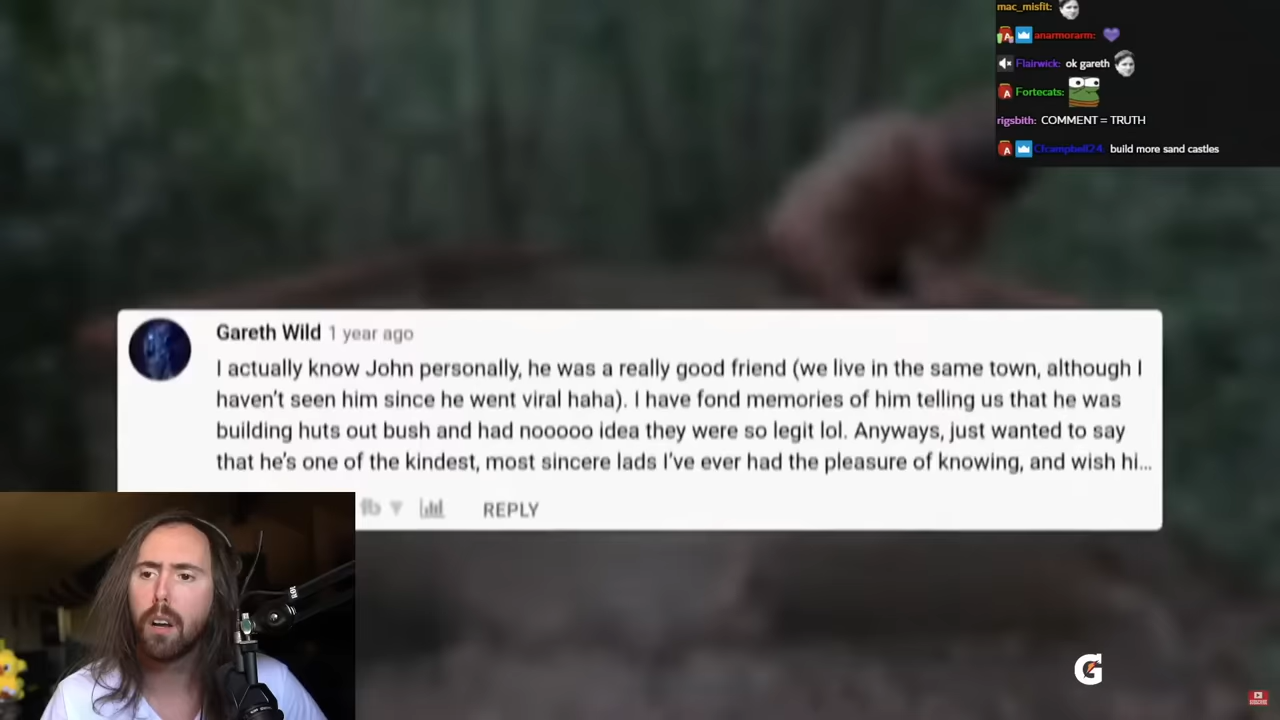 mac_misfit:
anarmorarm:
Flairwick: ok gareth
Fortecats:
rigsbith: COMMENT = TRUTH
Cfcampbell24: build more sand castles
Gareth Wild 1 year ago
I actually know John personally, he was a really good friend (we live in the same town, although I
haven't seen him since he went viral haha). I have fond memories of him telling us that he was
building huts out bush and had nooooo idea they were so legit lol. Anyways, just wanted to say
that he's one of the kindest, most sincere lads I've ever had the pleasure of knowing, and wish hi...
REPLY
G